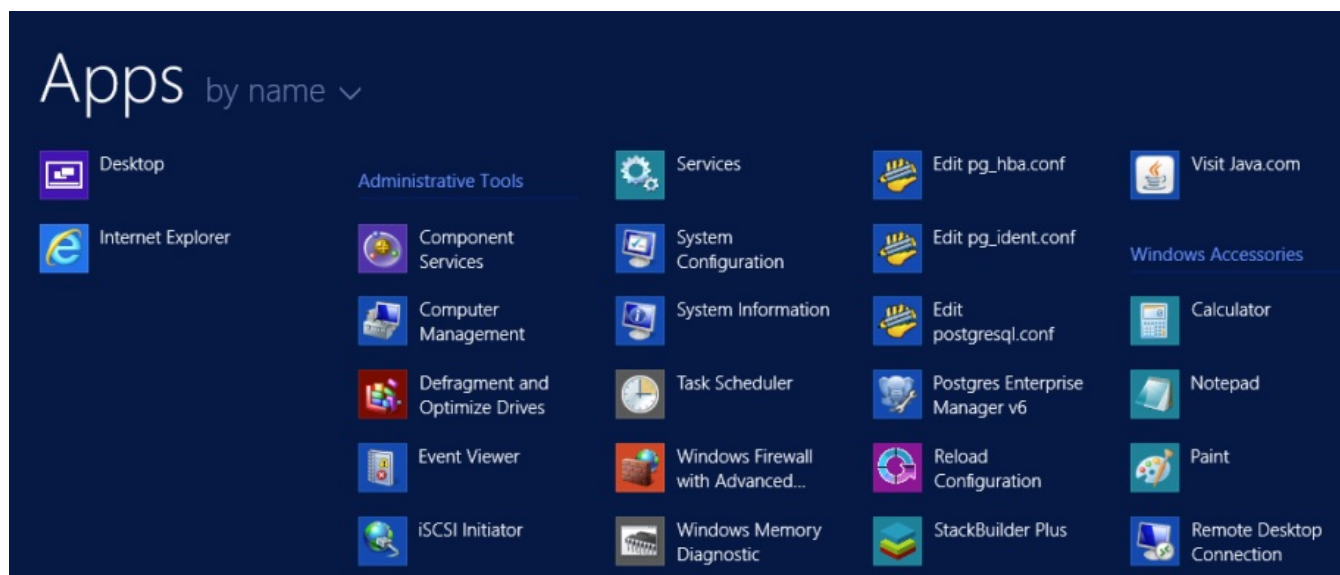 Apps by name
Desktop
Internet Explorer
Administrative Tools
Component
Services
Computer
Management
Defragment and
Optimize Drives
Event Viewer
iSCSI Initiator
Services
System
Configuration
System Information
Task Scheduler
Windows Firewall
with Advanced...
Windows Memory
Diagnostic
Edit pg_hba.conf
Edit pg_ident.conf
Edit
postgresql.conf
Postgres Enterprise
Manager v6
Reload
Configuration
StackBuilder Plus
Visit Java.com
Windows Accessories
Calculator
Notepad
Paint
Remote Desktop
Connection